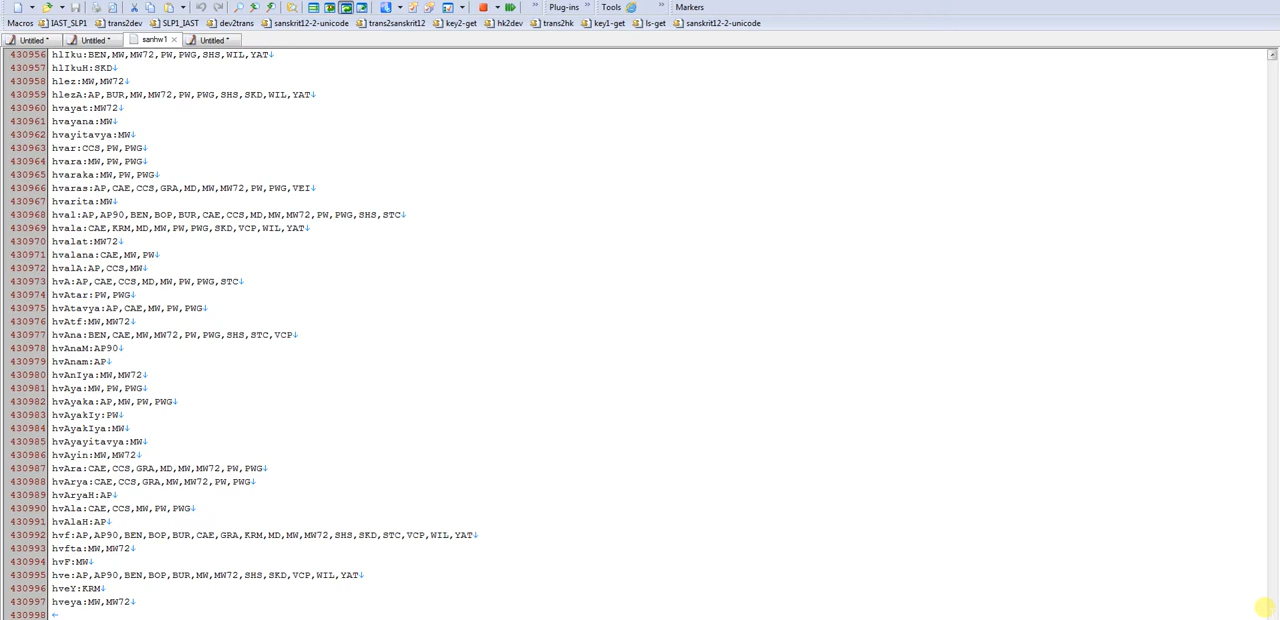 Plug-ins » Tools » Markers
Macros IAST_SLP1 trans2dev SLP1_IAST dev2trans sanskrit12-2-unicode trans2sanskrit12 key2-get hk2dev trans2hk key1-get ls-get sanskrit12-2-unicode
Untitled * Untitled * sanhw1 × Untitled *
430956 hlIku:BEN,MW,MW72,PW,PWG,SHS,WIL,YAT↓
430957 hlIkuH:SKD↓
430958 hlez:MW,MW72↓
430959 hlezA:AP,BUR,MW,MW72,PW,PWG,SHS,SKD,WIL,YAT↓
430960 hvayat:MW72↓
430961 hvayana:MW↓
430962 hvayitavya:MW↓
430963 hvar:CCS,PW,PWG↓
430964 hvara:MW,PW,PWG↓
430965 hvaraka:MW,PW,PWG↓
430966 hvaras:AP,CAE,CCS,GRA,MD,MW,MW72,PW,PWG,VEI↓
430967 hvarita:MW↓
430968 hval:AP,AP90,BEN,BOP,BUR,CAE,CCS,MD,MW,MW72,PW,PWG,SHS,STC↓
430969 hvala:CAE,KRM,MD,MW,PW,PWG,SKD,VCP,WIL,YAT↓
430970 hvalat:MW72↓
430971 hvalana:CAE,MW,PW↓
430972 hvalA:AP,CCS,MW↓
430973 hvA:AP,CAE,CCS,MD,MW,PW,PWG,STC↓
430974 hvAtar:PW,PWG↓
430975 hvAtavya:AP,CAE,MW,PW,PWG↓
430976 hvAtf:MW,MW72↓
430977 hvAna:BEN,CAE,MW,MW72,PW,PWG,SHS,STC,VCP↓
430978 hvAnaM:AP90↓
430979 hvAnam:AP↓
430980 hvAnIya:MW,MW72↓
430981 hvAya:MW,PW,PWG↓
430982 hvAyaka:AP,MW,PW,PWG↓
430983 hvAyakIy:PW↓
430984 hvAyakIya:MW↓
430985 hvAyayitavya:MW↓
430986 hvAyin:MW,MW72↓
430987 hvAra:CAE,CCS,GRA,MD,MW,MW72,PW,PWG↓
430988 hvArya:CAE,CCS,GRA,MW,MW72,PW,PWG↓
430989 hvAryaH:AP↓
430990 hvAla:CAE,CCS,MW,PW,PWG↓
430991 hvAlaH:AP↓
430992 hvf:AP,AP90,BEN,BOP,BUR,CAE,GRA,KRM,MD,MW,MW72,SHS,SKD,STC,VCP,WIL,YAT↓
430993 hvfta:MW,MW72↓
430994 hvF:MW↓
430995 hve:AP,AP90,BEN,BOP,BUR,MW,MW72,SHS,SKD,VCP,WIL,YAT↓
430996 hveY:KRM↓
430997 hveya:MW,MW72↓
430998 ←